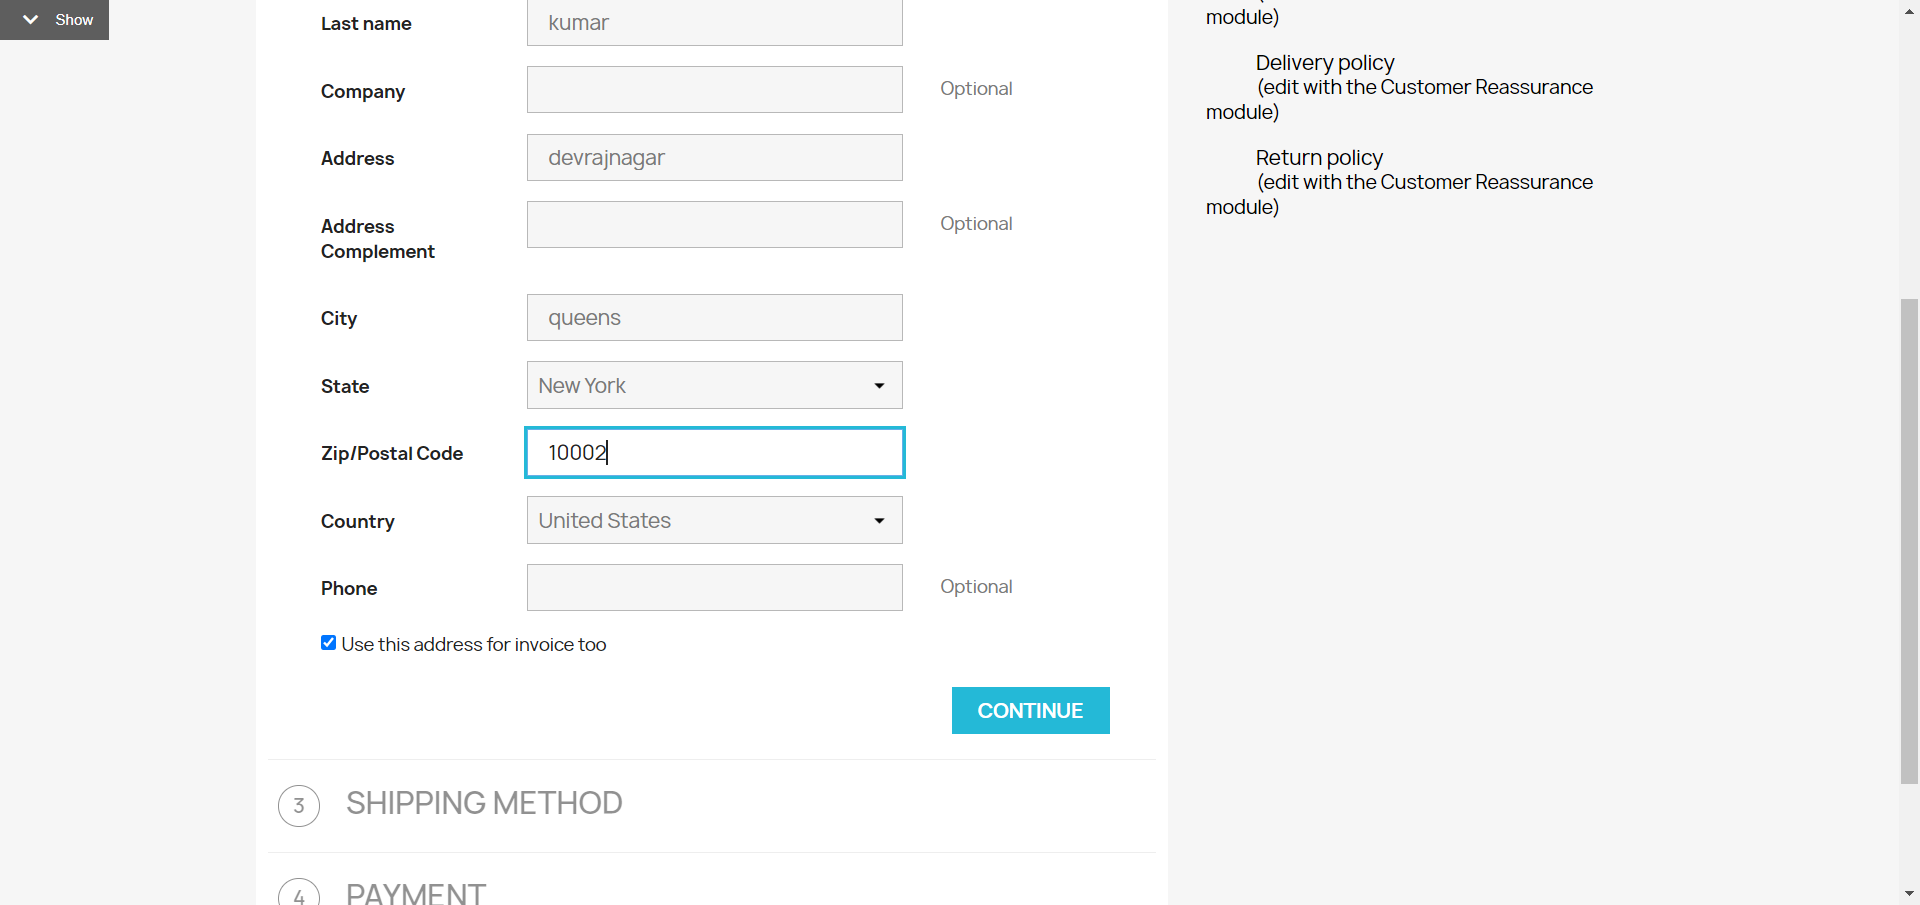 Show
Last name
kumar
Company
Optional
Address
devrajnagar
Address
Complement
Optional
City
queens
State
New York
Zip/Postal Code
10002
Country
United States
Phone
Optional
Use this address for invoice too
CONTINUE
3 SHIPPING METHOD
4 PAYMENT
module)
Delivery policy
(edit with the Customer Reassurance
module)
Return policy
(edit with the Customer Reassurance
module)